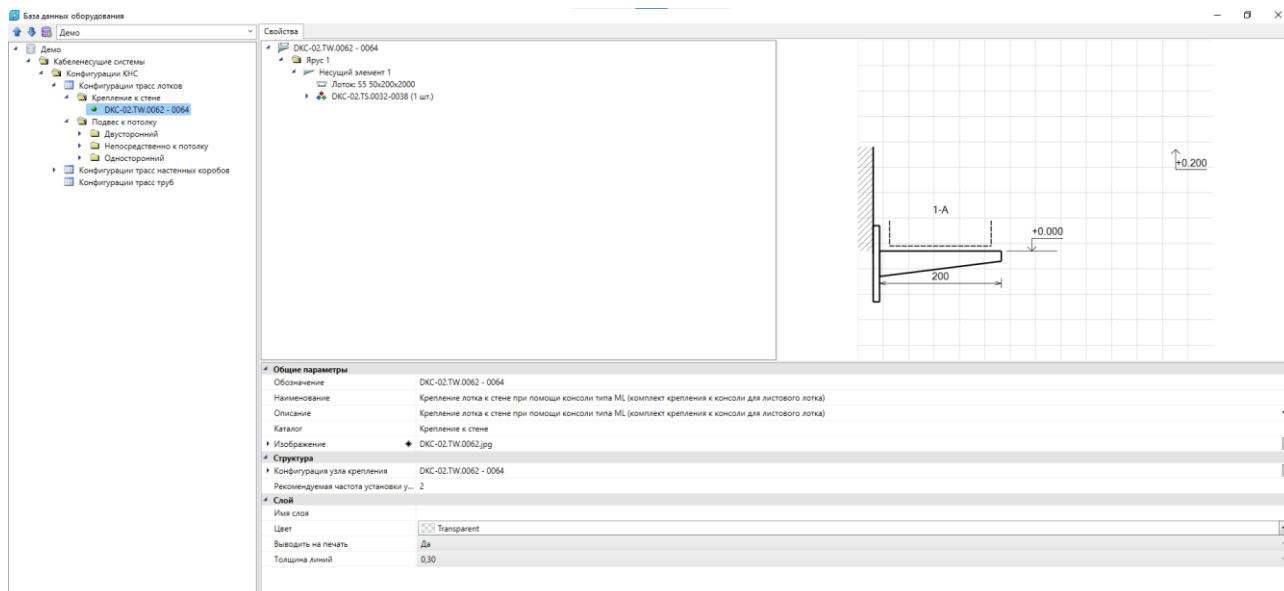 База данных оборудования
Демо
Свойства
Демо
Кабеленесущие системы
Конфигурации КНС
Конфигурации трасс лотков
Крепление к стене
DKC-02.TW.0062 - 0064
Подвес к потолку
Двусторонний
Непосредственно к потолку
Односторонний
Конфигурации трасс настенных коробов
Конфигурации трасс труб
DKC-02.TW.0062 - 0064
Ярус 1
Несущий элемент 1
Лоток: S5 50x200x2000
DKC-02.TS.0032-0038 (1 шт.)
+0.200
1-A
+0.000
200
Общие параметры
Обозначение DKC-02.TW.0062 - 0064
Наименование Крепление лотка к стене при помощи консоли типа ML (комплект крепления к консоли для листового лотка)
Описание Крепление лотка к стене при помощи консоли типа ML (комплект крепления к консоли для листового лотка)
Каталог Крепление к стене
Изображение DKC-02.TW.0062.jpg
Структура
Конфигурация узла крепления DKC-02.TW.0062 - 0064
Рекомендуемая частота установки у... 2
Слой
Имя слоя
Цвет Transparent
Выводить на печать Да
Толщина линий 0,30